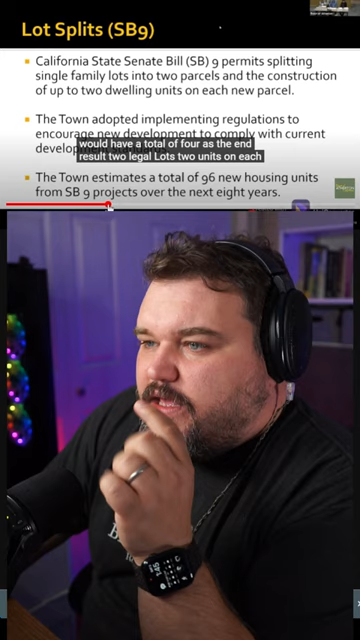 Lot Splits (SB9)
California State Senate Bill (SB) 9 permits splitting
single family lots into two parcels and the construction
of up to two dwelling units on each new parcel.
The Town adopted implementing regulations to
encourage new development to comply with current
would have a total of four as the end
result two legal Lots two units on each
The Town estimates a total of 96 new housing units
from SB 9 projects over the next eight years.